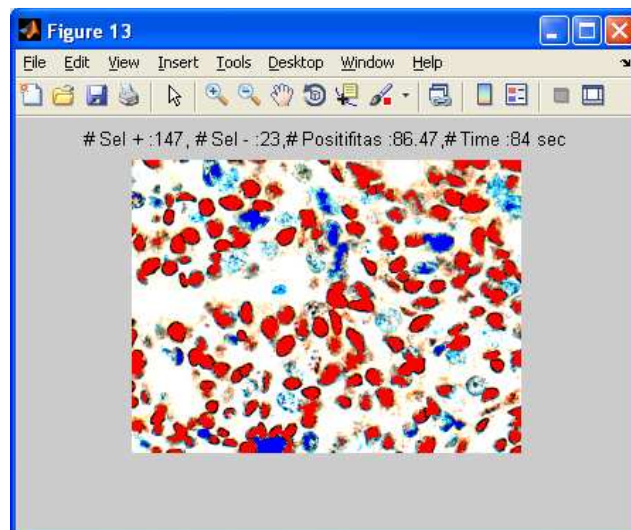 Figure 13
File Edit View Insert Tools Desktop Window Help
# Sel + :147, # Sel - :23,# Positifitas :86.47,# Time :84 sec